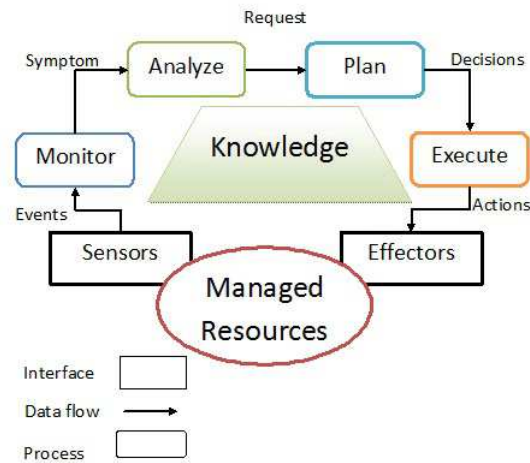 Request
Symptom
Analyze
Plan
Decisions
Monitor
Knowledge
Execute
Events
Actions
Sensors
Effectors
Managed
Resources
Interface
Data flow
Process